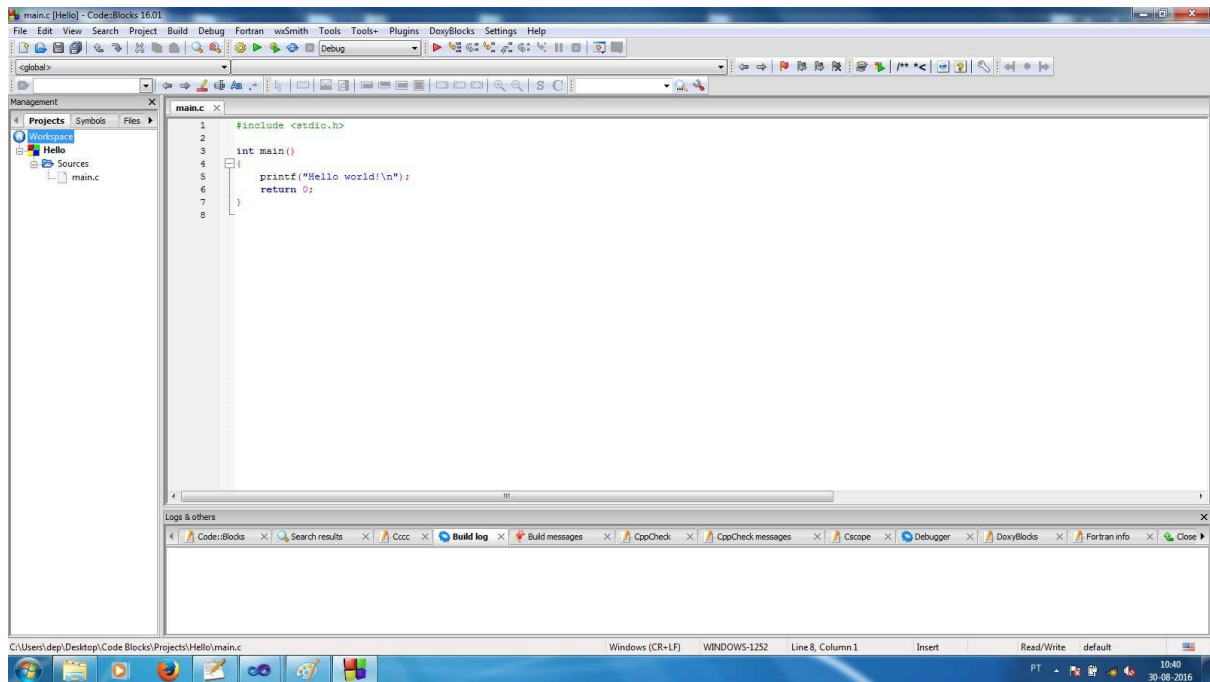 main.c [Hello] - Code::Blocks 16.01
File Edit View Search Project Build Debug Fortran wxSmith Tools Tools+ Plugins DoxyBlocks Settings Help
Debug
<global>
/** *<
S C
Management
Projects Symbols Files
Workspace
Hello
Sources
main.c
main.c
1 #include <stdio.h>
2
3 int main()
4 {
5 printf("Hello world!\n");
6 return 0;
7 }
8
Logs & others
Code::Blocks Search results Cccc Build log Build messages CppCheck CppCheck messages Cscope Debugger DoxyBlocks Fortran info Close
C:\Users\dep\Desktop\Code Blocks\Projects\Hello\main.c Windows (CR+LF) WINDOWS-1252 Line 8, Column 1 Insert Read/Write default
PT 10:40
30-08-2016